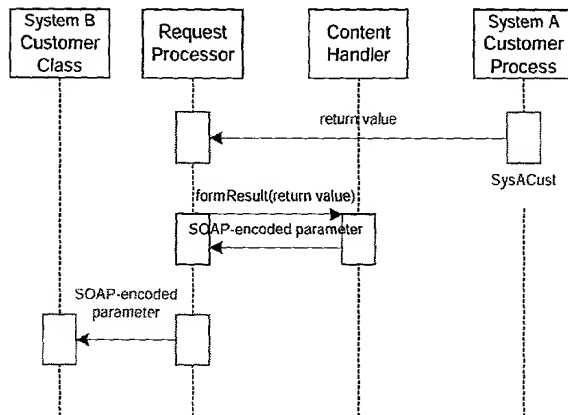 System B
Customer
Class
Request
Processor
Content
Handler
System A
Customer
Process
return value
SysACust
formResult(return value)
SOAP-encoded parameter
SOAP-encoded
parameter